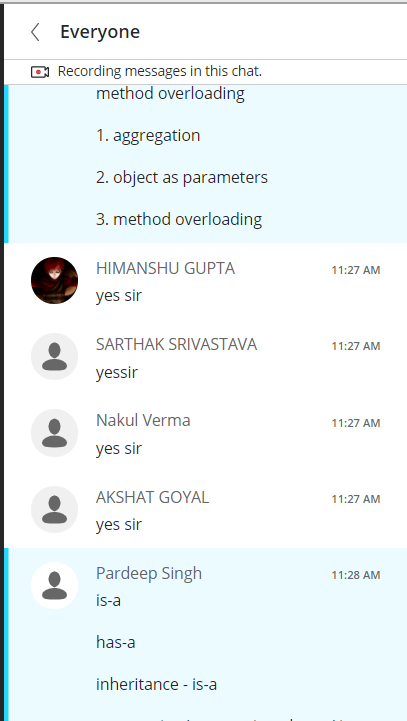 Everyone
Recording messages in this chat.
method overloading
1. aggregation
2. object as parameters
3. method overloading
HIMANSHU GUPTA 11:27 AM
yes sir
SARTHAK SRIVASTAVA 11:27 AM
yessir
Nakul Verma 11:27 AM
yes sir
AKSHAT GOYAL 11:27 AM
yes sir
Pardeep Singh 11:28 AM
is-a
has-a
inheritance - is-a